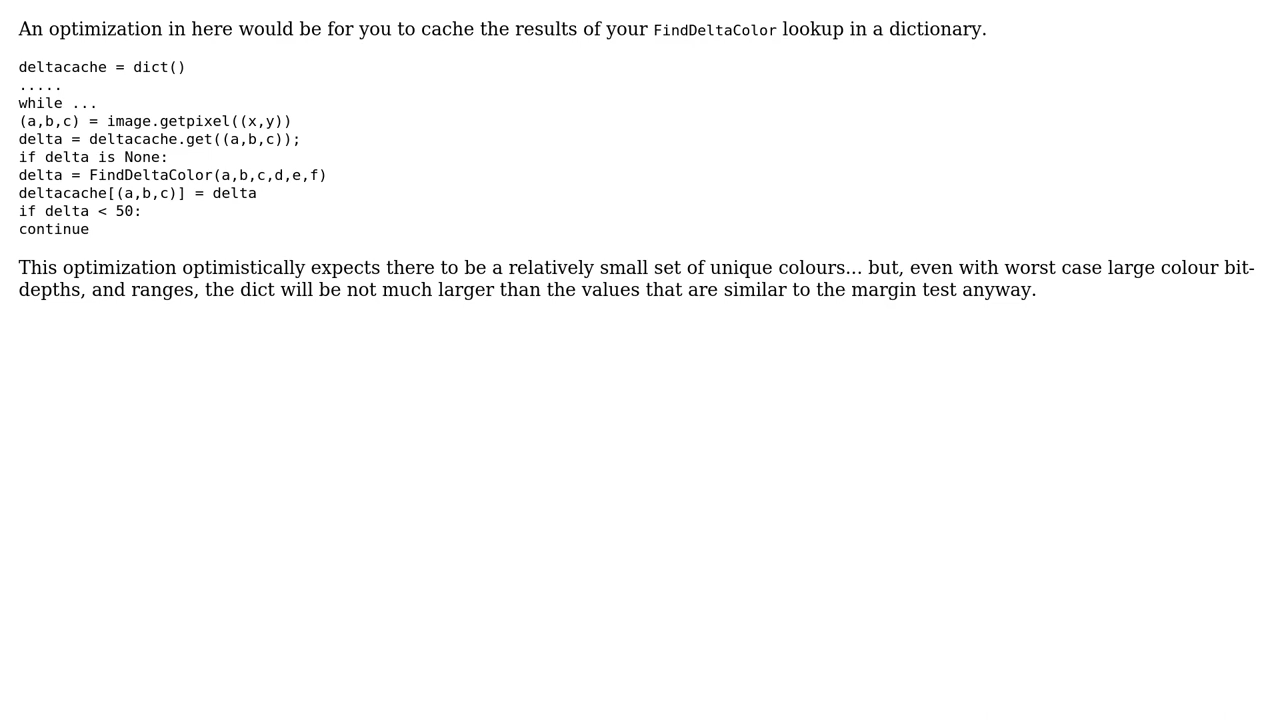 An optimization in here would be for you to cache the results of your FindDeltaColor lookup in a dictionary.
deltacache = dict()
.....
while ...
(a,b,c) = image.getpixel((x,y))
delta = deltacache.get((a,b,c));
if delta is None:
delta = FindDeltaColor(a,b,c,d,e,f)
deltacache[(a,b,c)] = delta
if delta < 50:
continue
This optimization optimistically expects there to be a relatively small set of unique colours... but, even with worst case large colour bit-
depths, and ranges, the dict will be not much larger than the values that are similar to the margin test anyway.